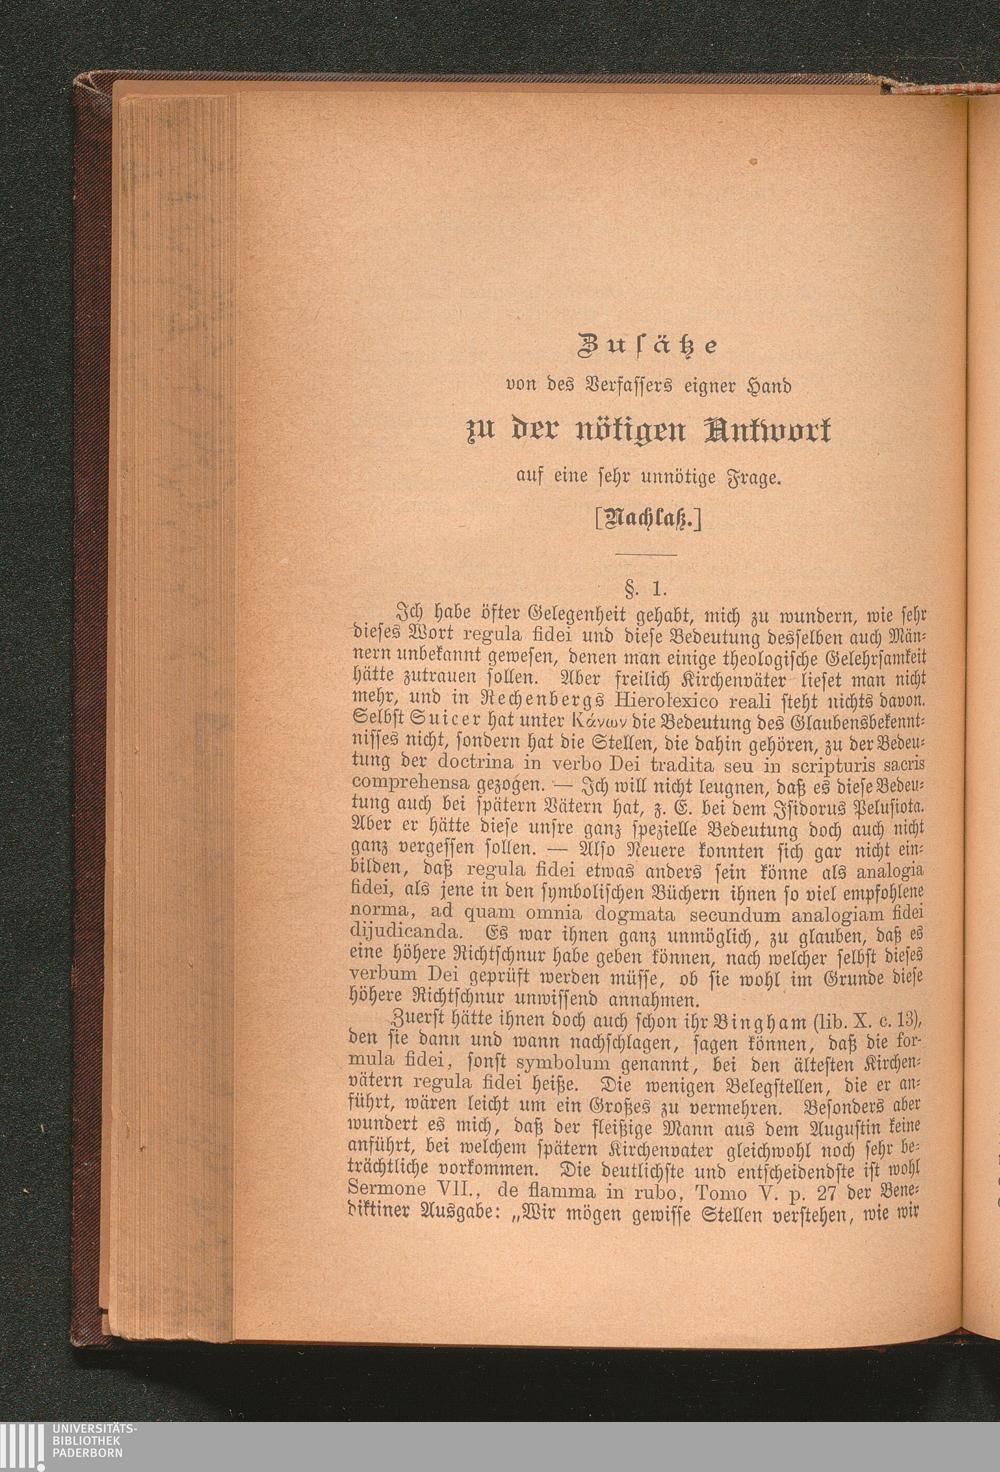 Zusätze
von des Verfassers eigner Hand
zu der nötigen Antwort
auf eine sehr unnötige Frage.
[Nachlaß.]
§. 1.
Ich habe öfter Gelegenheit gehabt, mich zu wundern, wie sehr
dieses Wort regula fidei und diese Bedeutung desselben auch Män-
nern unbekannt gewesen, denen man einige theologische Gelehrsamkeit
hätte zutrauen sollen. Aber freilich Kirchenväter lieset man nicht
mehr, und in Rechenbergs Hierolexico reali steht nichts davon.
Selbst Suicer hat unter Κάνων die Bedeutung des Glaubensbekennt-
nisses nicht, sondern hat die Stellen, die dahin gehören, zu der Bedeu-
tung der doctrina in verbo Dei tradita seu in scripturis sacris
comprehensa gezogen. — Ich will nicht leugnen, daß es diese Bedeu-
tung auch bei spätern Vätern hat, z. E. bei dem Isidorus Pelusiota.
Aber er hätte diese unsre ganz spezielle Bedeutung doch auch nicht
ganz vergessen sollen. — Also Neuere konnten sich gar nicht ein-
bilden, daß regula fidei etwas anders sein könne als analogia
fidei, als jene in den symbolischen Büchern ihnen so viel empfohlene
norma, ad quam omnia dogmata secundum analogiam fidei
dijudicanda. Es war ihnen ganz unmöglich, zu glauben, daß es
eine höhere Richtschnur habe geben können, nach welcher selbst dieses
verbum Dei geprüft werden müsse, ob sie wohl im Grunde diese
höhere Richtschnur unwissend annahmen.
Zuerst hätte ihnen doch auch schon ihr Bingham (lib. X. c. 13),
den sie dann und wann nachschlagen, sagen können, daß die for-
mula fidei, sonst symbolum genannt, bei den ältesten Kirchen-
vätern regula fidei heiße. Die wenigen Belegstellen, die er an-
führt, wären leicht um ein Großes zu vermehren. Besonders aber
wundert es mich, daß der fleißige Mann aus dem Augustin keine
anführt, bei welchem spätern Kirchenvater gleichwohl noch sehr be-
trächtliche vorkommen. Die deutlichste und entscheidendste ist wohl
Sermone VII., de flamma in rubo, Tomo V. p. 27 der Bene-
diktiner Ausgabe: „Wir mögen gewisse Stellen verstehen, wie wir
UNIVERSITÄTS-
BIBLIOTHEK
PADERBORN